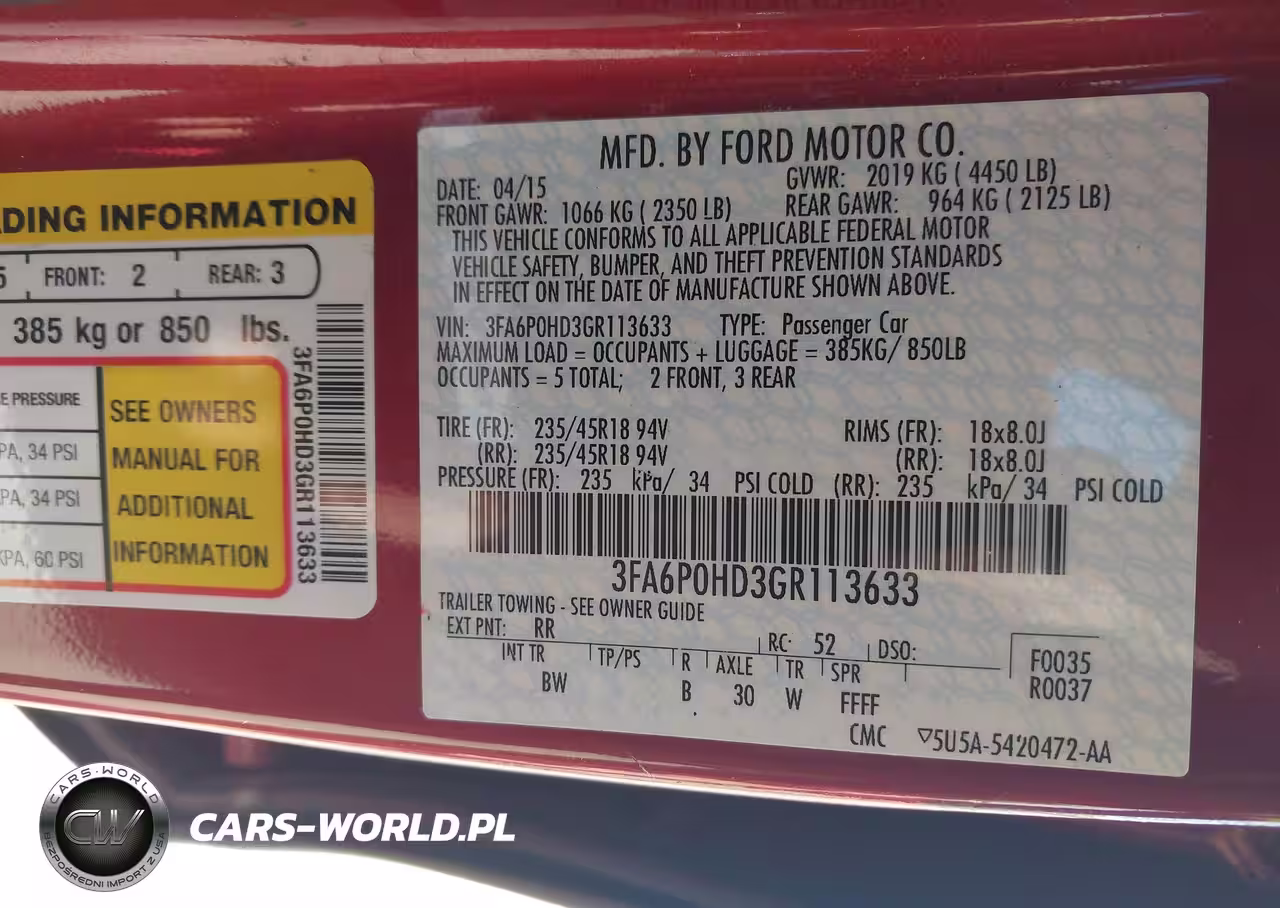 DING INFORMATION
5 FRONT: 2 REAR: 3
385 kg or 850 lbs.
E PRESSURE
PA, 34 PSI
PA, 34 PSI
KPA, 60 PSI
SEE OWNERS
MANUAL FOR
ADDITIONAL
INFORMATION
3FA6P0HD3GR113633
MFD. BY FORD MOTOR CO.
DATE: 04/15 GVWR: 2019 KG ( 4450 LB)
FRONT GAWR: 1066 KG ( 2350 LB) REAR GAWR: 964 KG ( 2125 LB)
THIS VEHICLE CONFORMS TO ALL APPLICABLE FEDERAL MOTOR
VEHICLE SAFETY, BUMPER, AND THEFT PREVENTION STANDARDS
IN EFFECT ON THE DATE OF MANUFACTURE SHOWN ABOVE.
VIN: 3FA6P0HD3GR113633 TYPE: Passenger Car
MAXIMUM LOAD = OCCUPANTS + LUGGAGE = 385KG/ 850LB
OCCUPANTS = 5 TOTAL; 2 FRONT, 3 REAR
TIRE (FR): 235/45R18 94V RIMS (FR): 18x8.0J
(RR): 235/45R18 94V (RR): 18x8.0J
PRESSURE (FR): 235 kPa/ 34 PSI COLD (RR): 235 kPa/ 34 PSI COLD
3FA6P0HD3GR113633
TRAILER TOWING - SEE OWNER GUIDE
EXT PNT: RR RC: 52 DSO:
INT TR TP/PS R AXLE TR SPR
BW B 30 W FFFF
F0035
R0037
CMC ▽5U5A-5420472-AA
CARS-WORLD
CW
BEZPOŚREDNI IMPORT Z USA
CARS-WORLD.PL